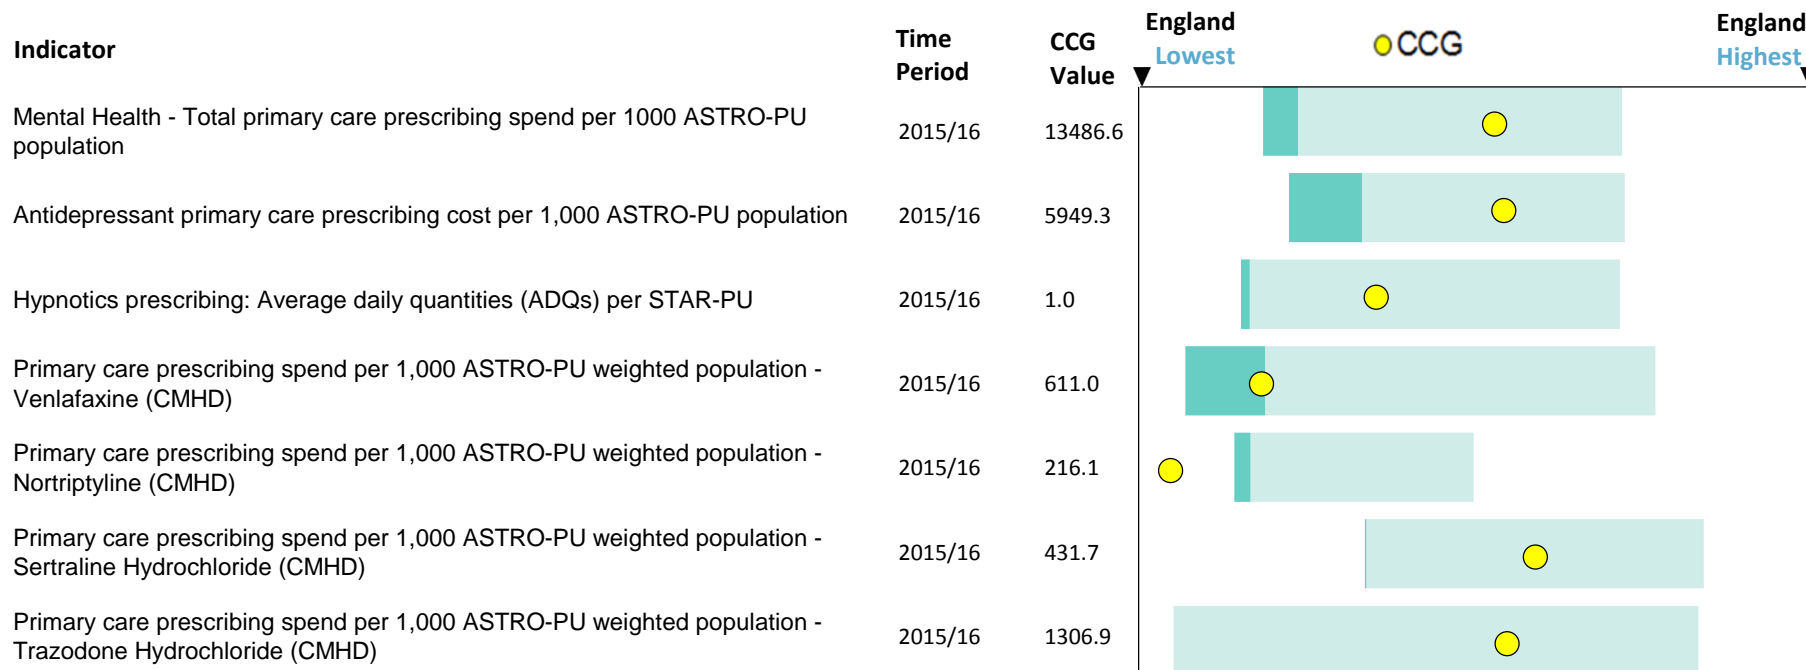 Indicator
Time
Period
CCG
Value
England
Lowest
CCG
England
Highest
Mental Health - Total primary care prescribing spend per 1000 ASTRO-PU
population
2015/16
13486.6
Antidepressant primary care prescribing cost per 1,000 ASTRO-PU population
2015/16
5949.3
Hypnotics prescribing: Average daily quantities (ADQs) per STAR-PU
2015/16
1.0
Primary care prescribing spend per 1,000 ASTRO-PU weighted population -
Venlafaxine (CMHD)
2015/16
611.0
Primary care prescribing spend per 1,000 ASTRO-PU weighted population -
Nortriptyline (CMHD)
2015/16
216.1
Primary care prescribing spend per 1,000 ASTRO-PU weighted population -
Sertraline Hydrochloride (CMHD)
2015/16
431.7
Primary care prescribing spend per 1,000 ASTRO-PU weighted population -
Trazodone Hydrochloride (CMHD)
2015/16
1306.9